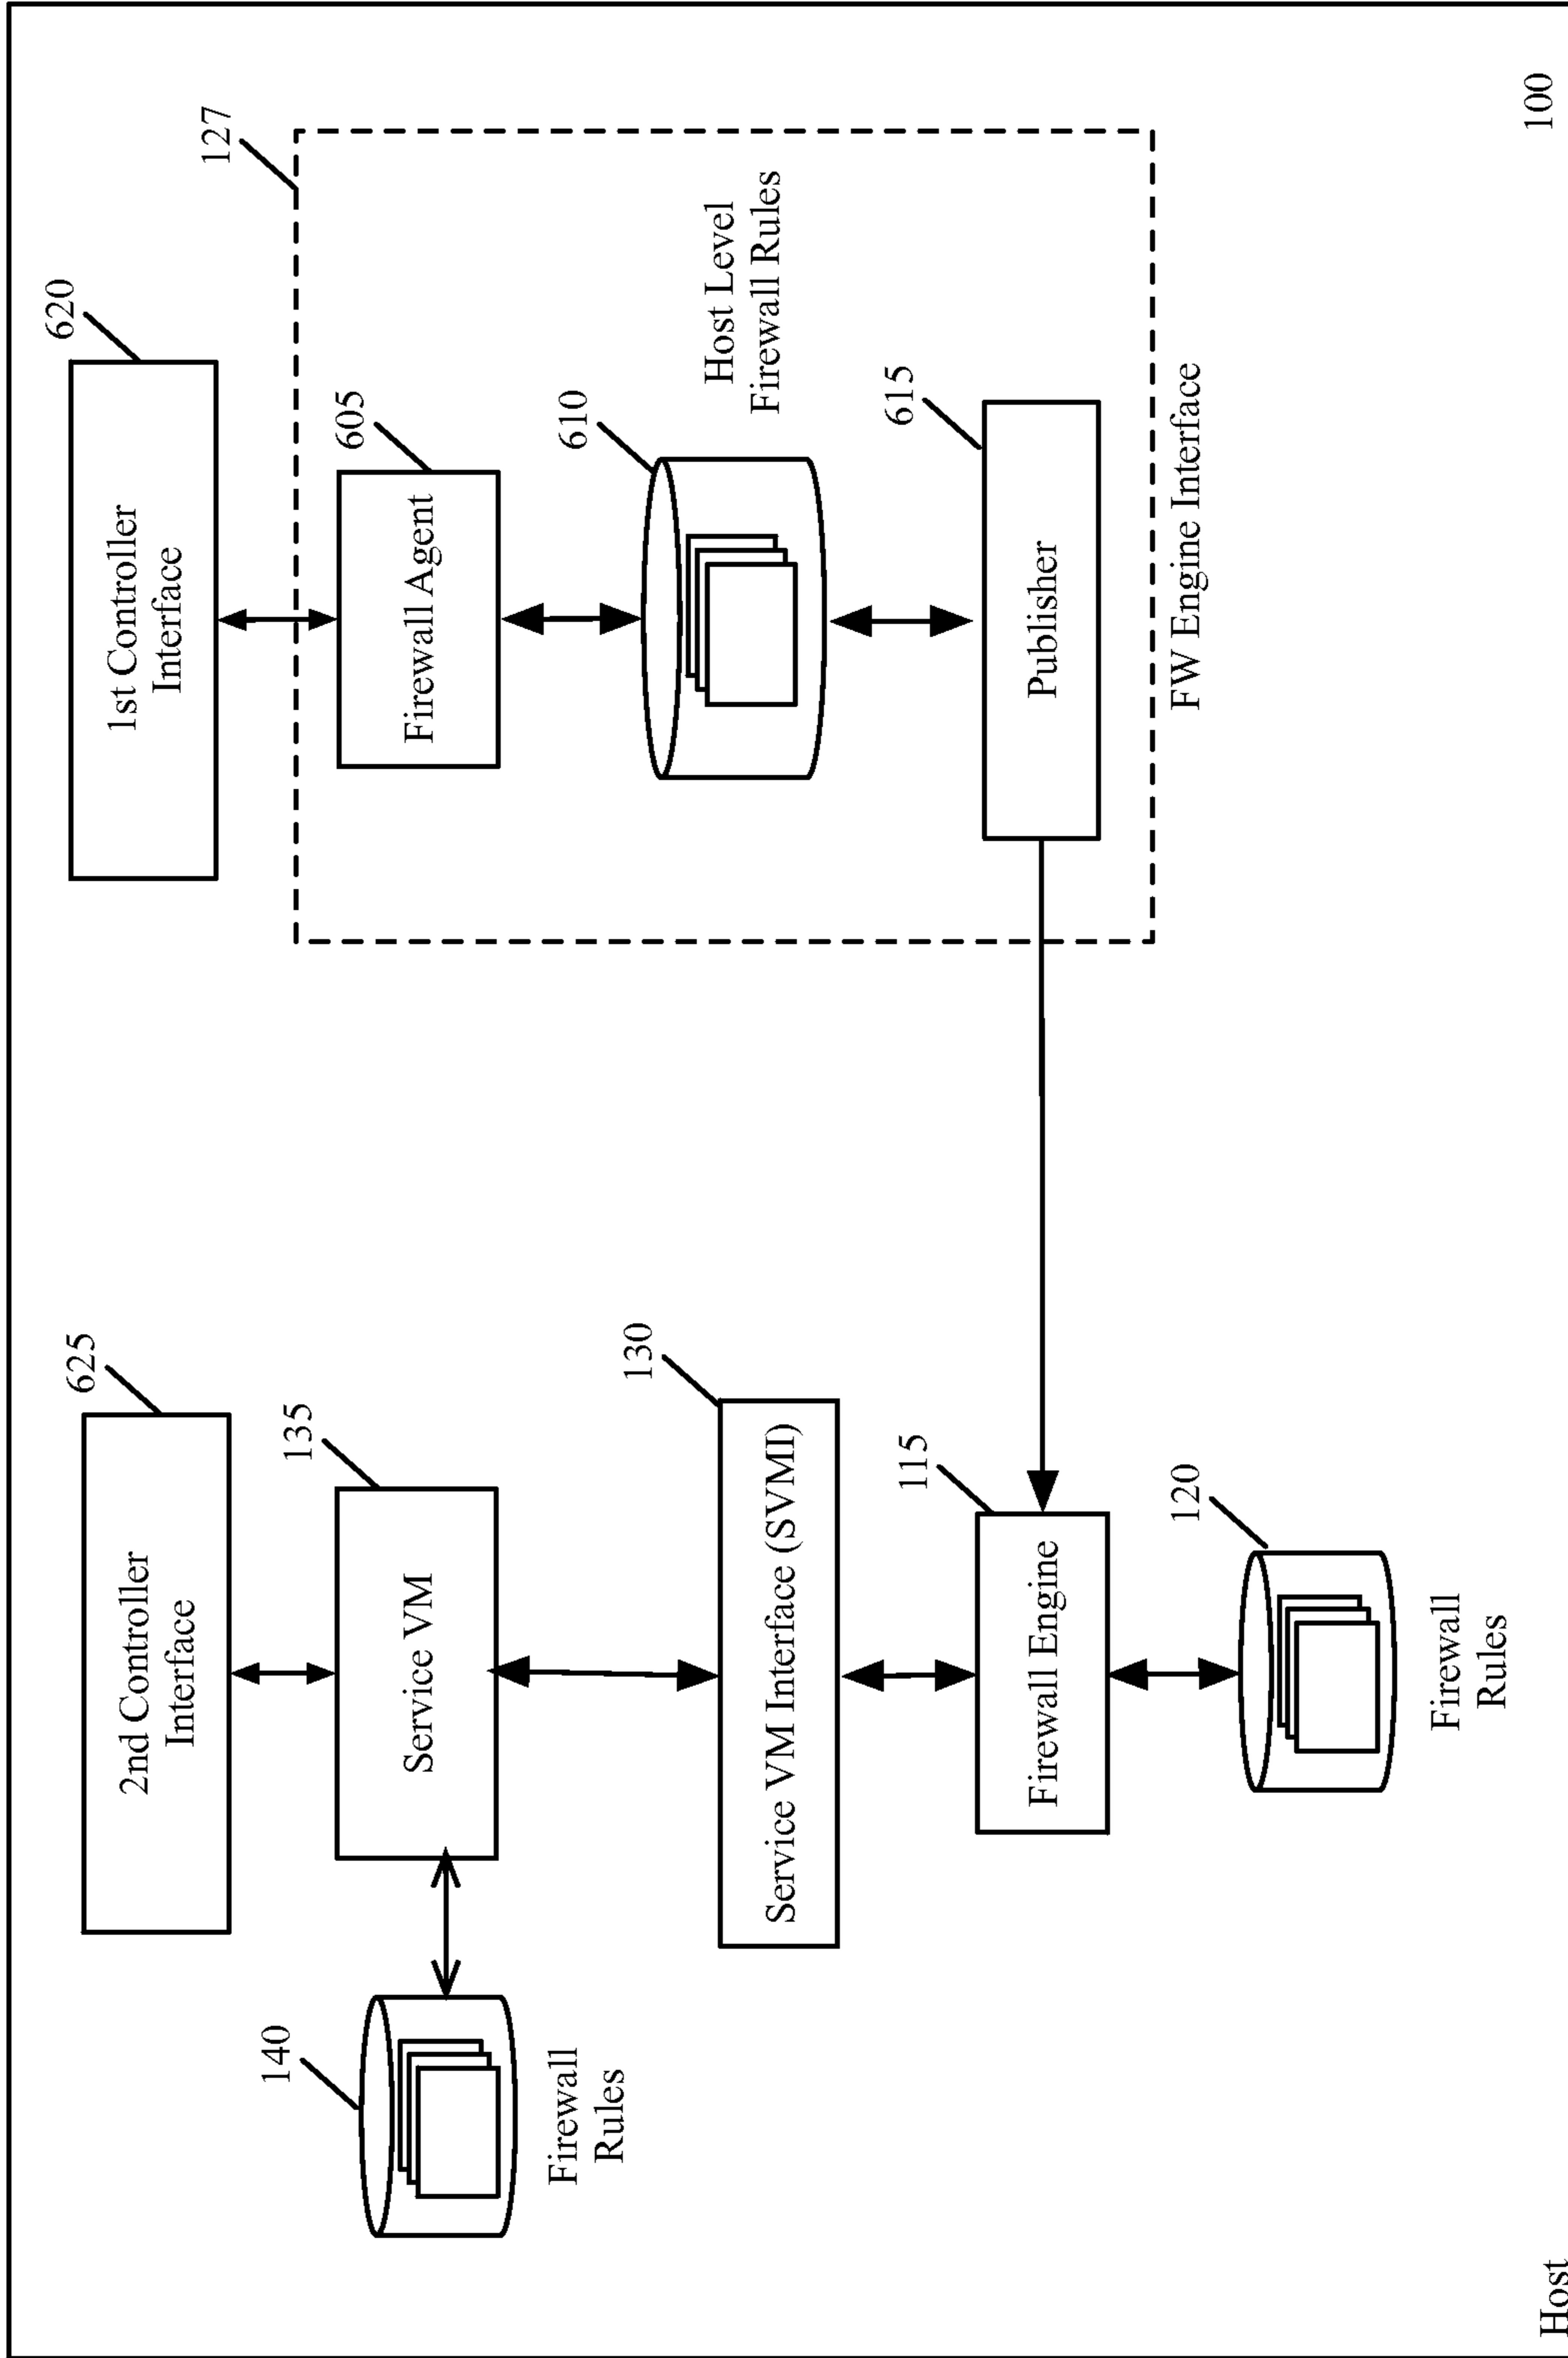 620
127
1st Controller
Interface
625
2nd Controller
Interface
605
Firewall Agent
135
Service VM
140
Firewall
Rules
610
Host Level
Firewall Rules
130
Service VM Interface (SVMI)
615
Publisher
115
Firewall Engine
FW Engine Interface
120
Firewall
Rules
Host
100